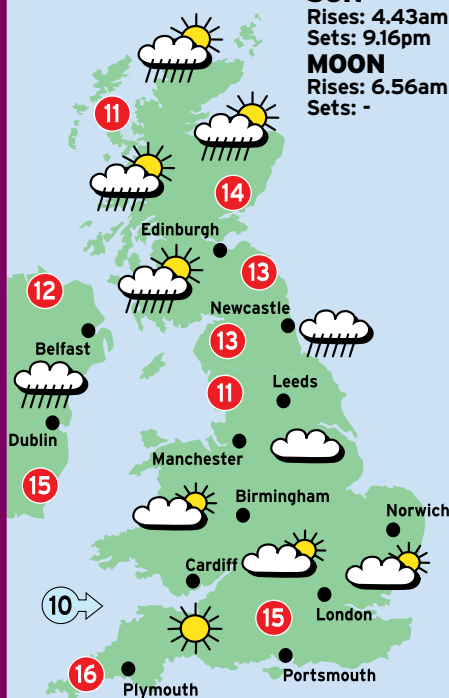 SUN
Rises: 4.43am
Sets: 9.16pm
MOON
Rises: 6.56am
Sets: -
11
14
Edinburgh
13
12
Newcastle
13
Belfast
Leeds
11
Dublin
Manchester
15
Birmingham
Norwich
Cardiff
10
London
15
16
Portsmouth
Plymouth